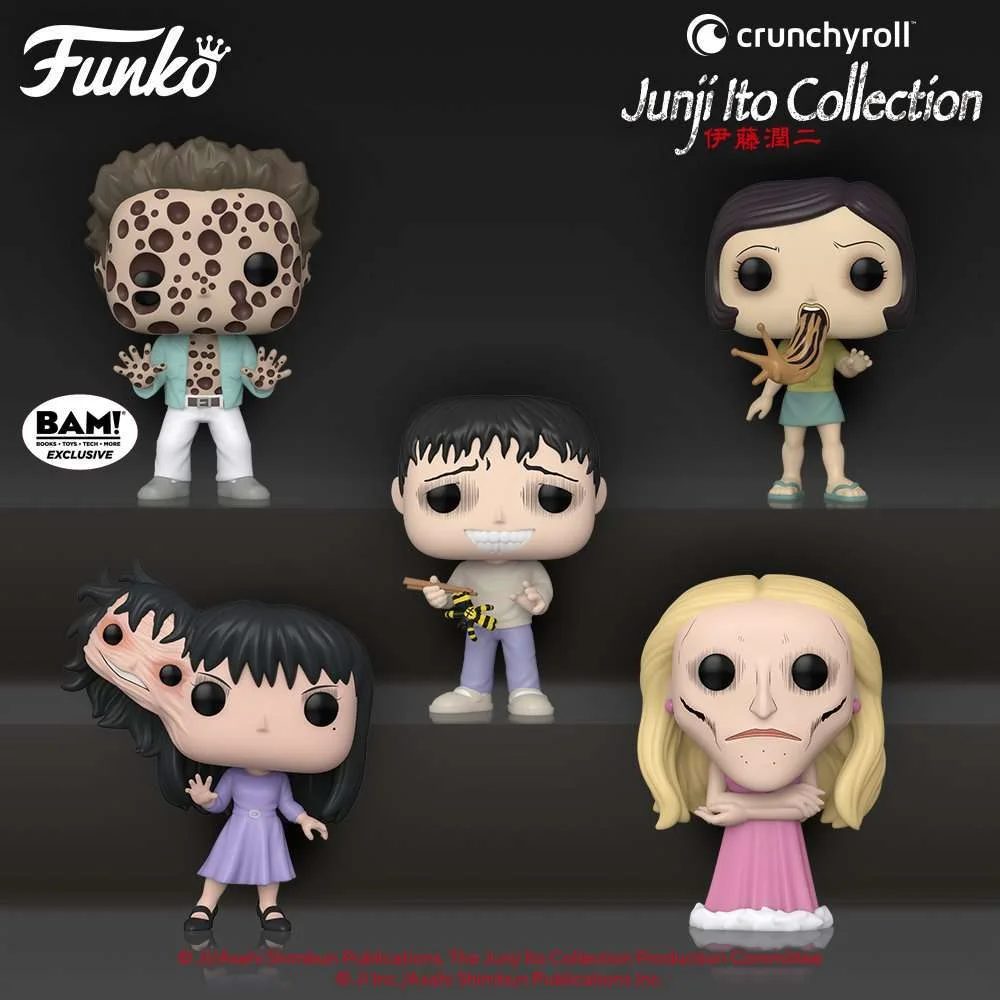 Funko
crunchyroll
Junji Ito Collection
伊藤潤二
BAM!
BOOKS • TOYS • TECH • MORE
EXCLUSIVE
© JI/Asahi Shimbun Publications, The Junji Ito Collection Production Committee
© JI Inc./Asahi Shimbun Publications Inc.